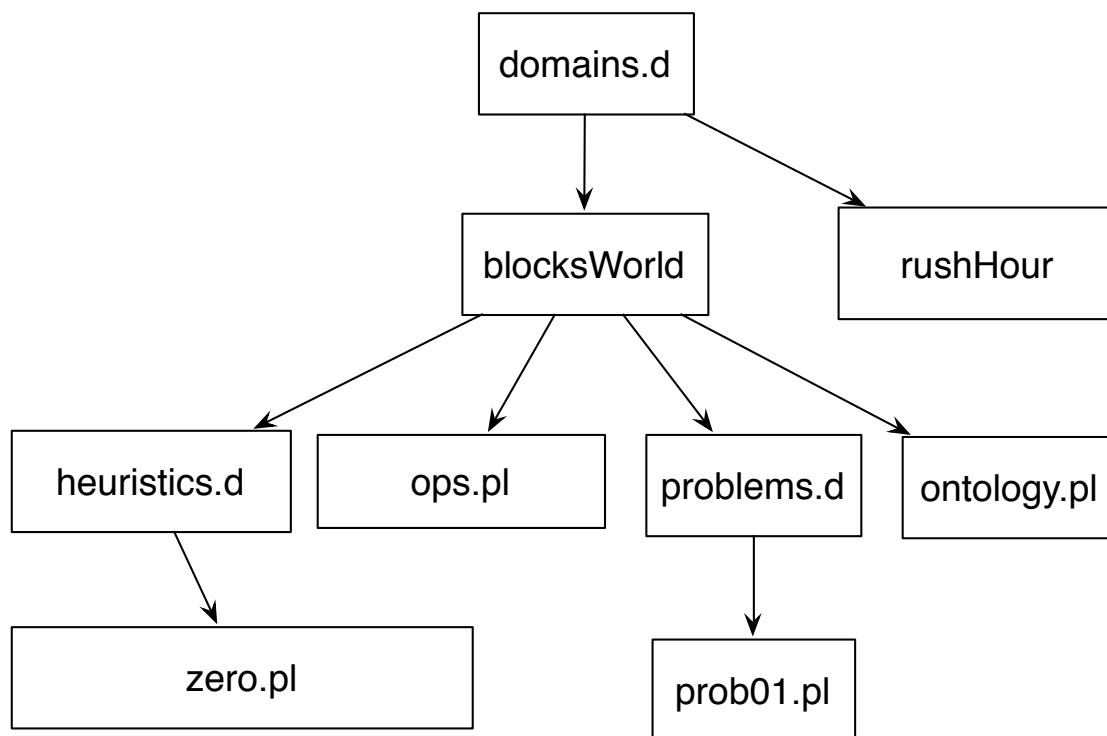 domains.d
blocksWorld
rushHour
heuristics.d
ops.pl
problems.d
ontology.pl
zero.pl
prob01.pl